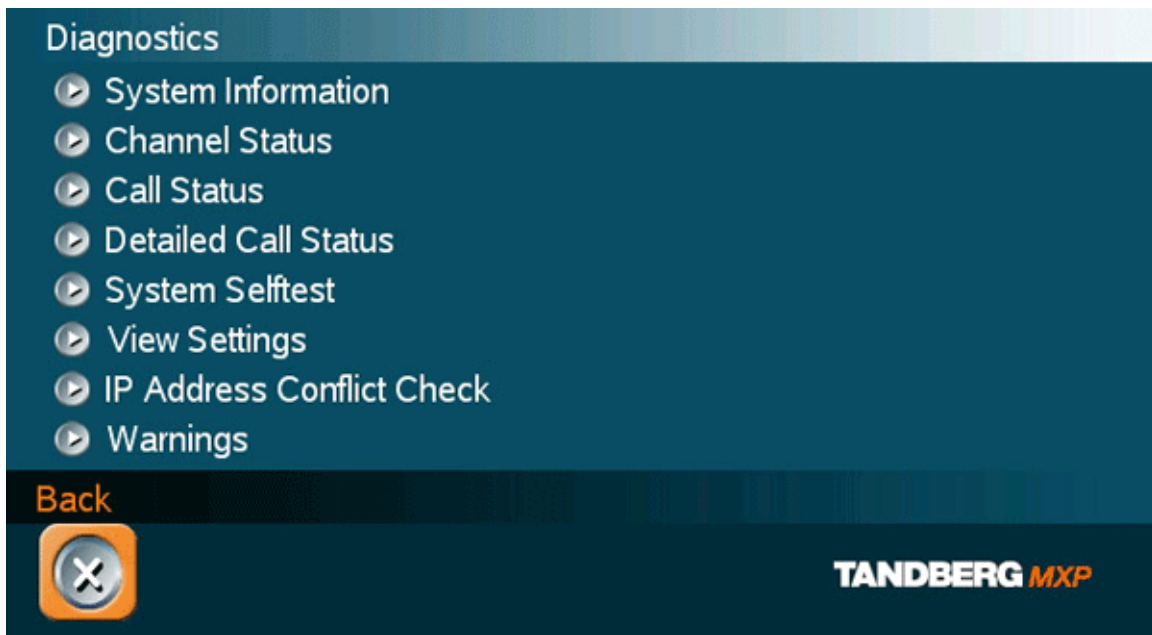 Diagnostics
System Information
Channel Status
Call Status
Detailed Call Status
System Selftest
View Settings
IP Address Conflict Check
Warnings
Back
TANDBERG MXP